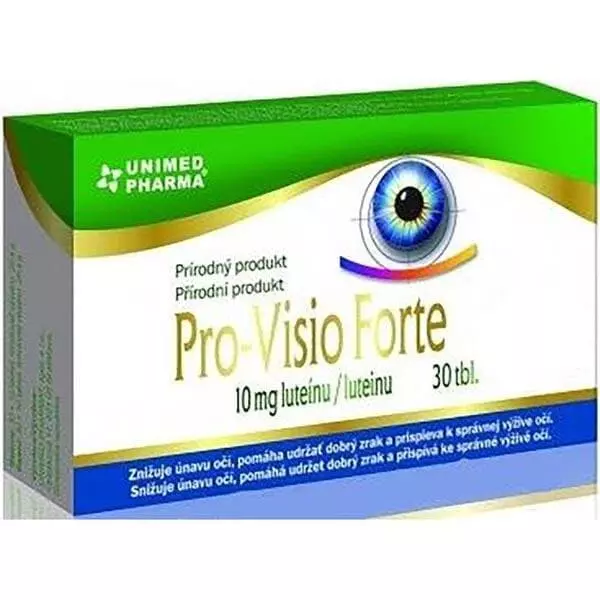 UNIMED
PHARMA®
Prírodný produkt
Přírodní produkt
Pro-Visio Forte
10 mg luteínu / luteinu 30 tbl.
Znižuje únavu očí, pomáha udržať dobrý zrak a prispieva k správnej výžive očí.
Snižuje únavu očí, pomáhá udržet dobrý zrak a přispívá ke správné výživě očí.